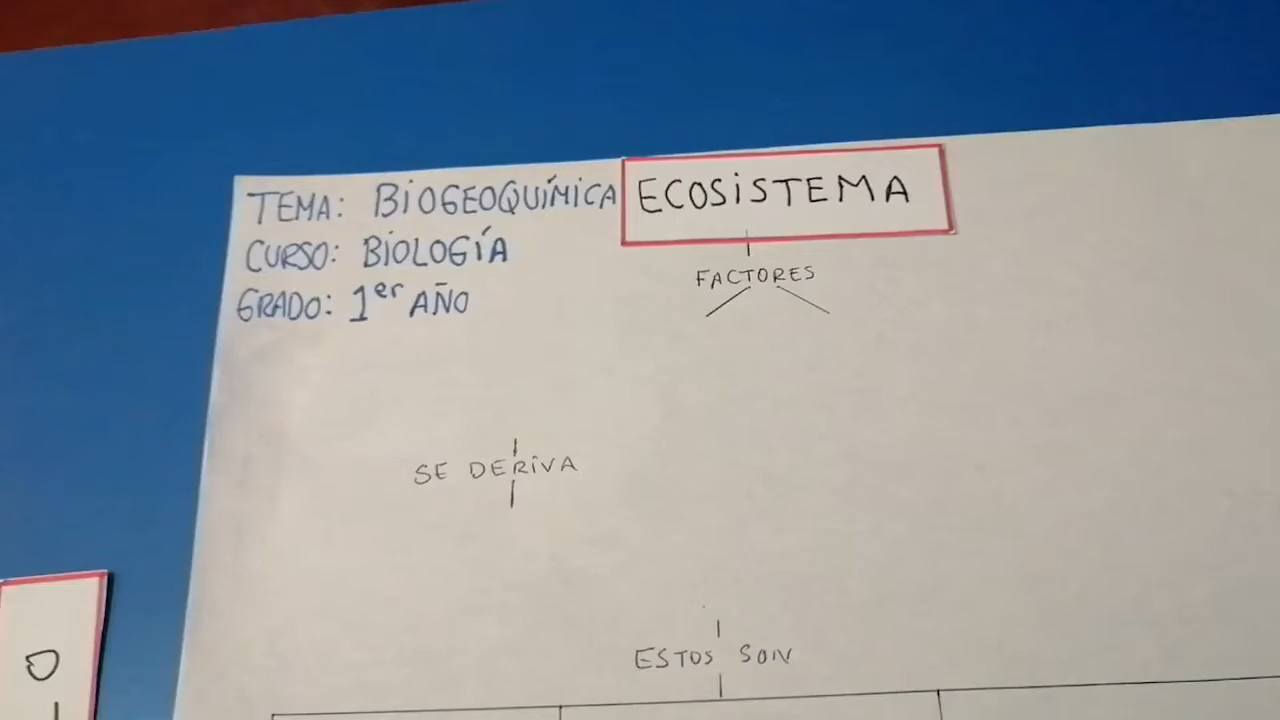 TEMA: BIOGEOQUÍMICA
ECOSISTEMA
CURSO: BIOLOGÍA
GRADO: 1er AÑO
FACTORES
SE DERIVA
ESTOS SON